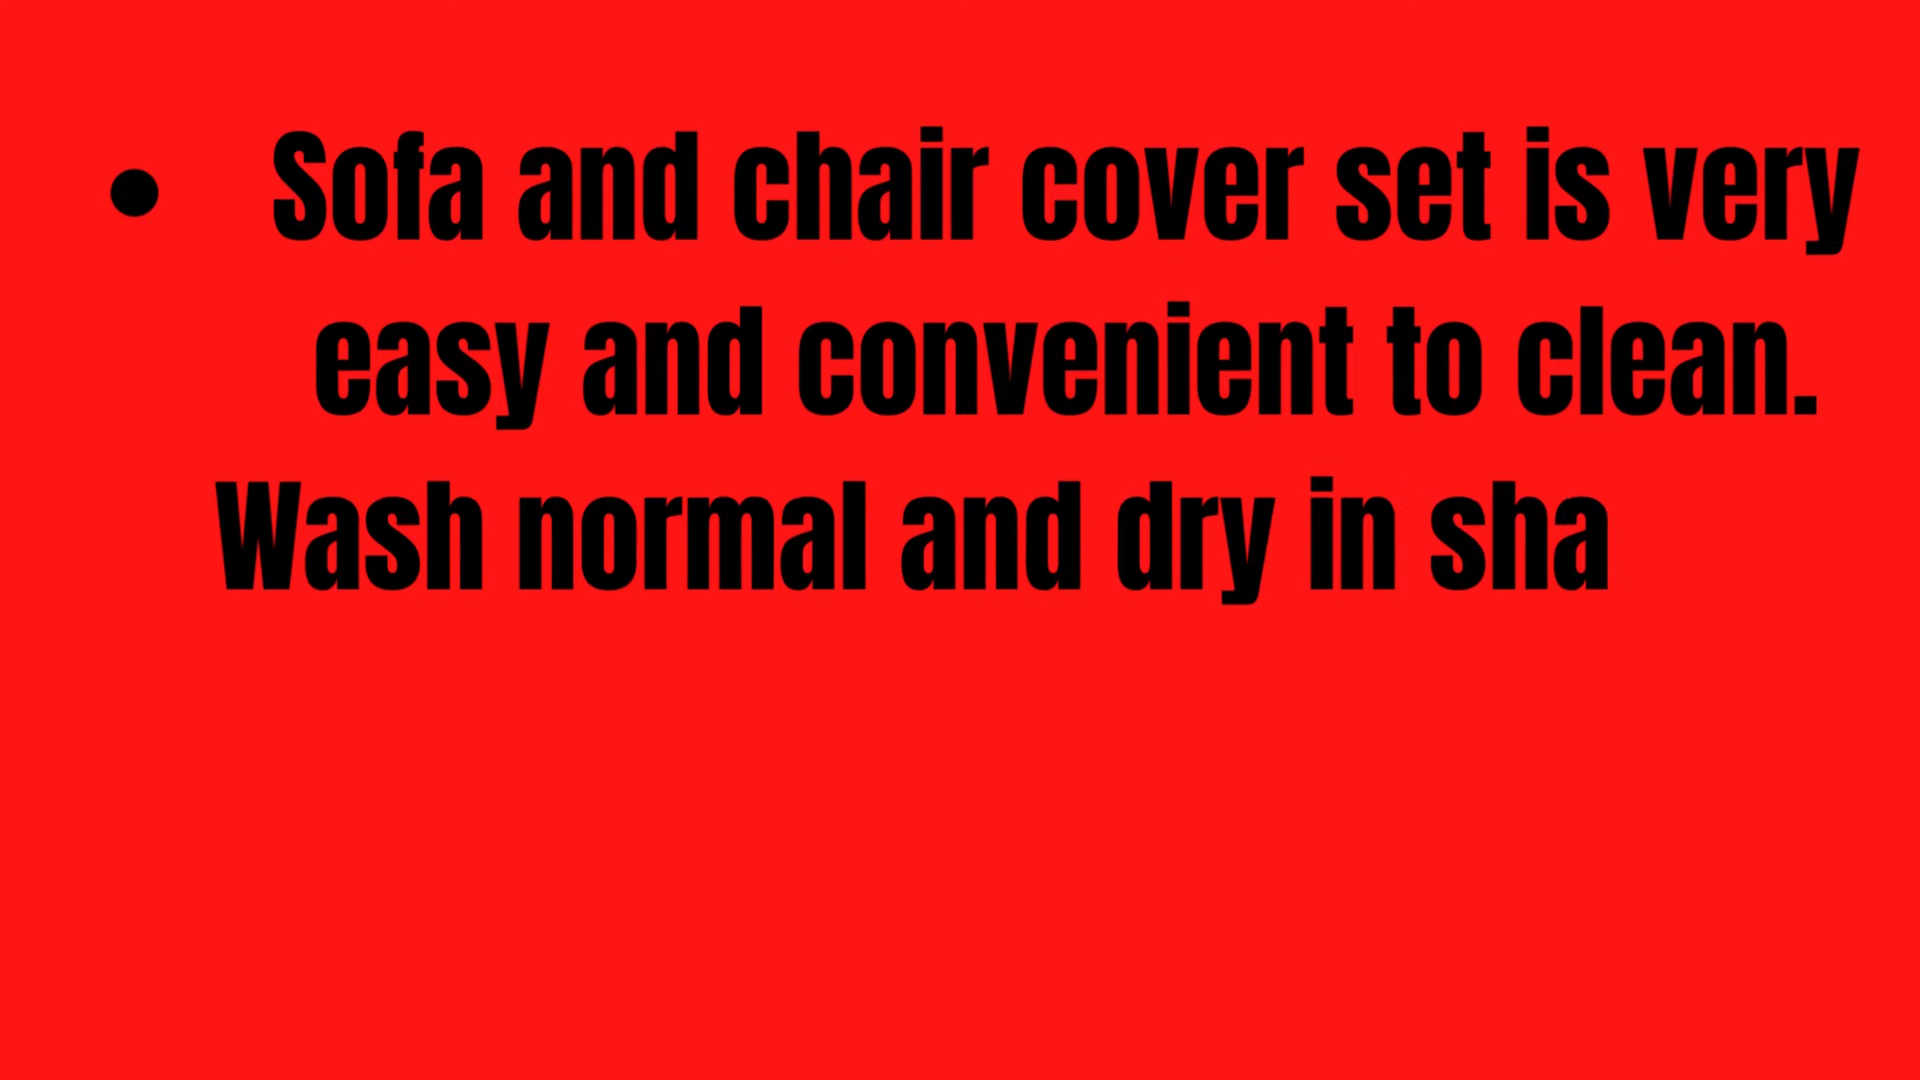 • Sofa and chair cover set is very
easy and convenient to clean.
Wash normal and dry in sha